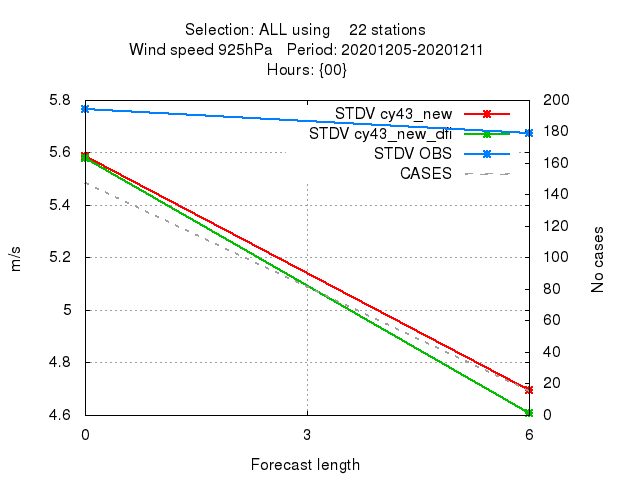 Selection: ALL using 22 stations
Wind speed 925hPa Period: 20201205-20201211
Hours: {00}
5.8
5.6
5.4
5.2
5
4.8
4.6
m/s
STDV cy43_new
STDV cy43_new_dfi
STDV OBS
CASES
200
180
160
140
120
100
80
60
40
20
0
No cases
0 3 6
Forecast length